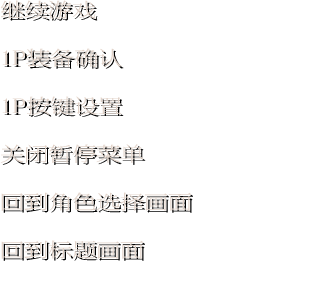 继续游戏
1P装备确认
1P按键设置
关闭暂停菜单
回到角色选择画面
回到标题画面